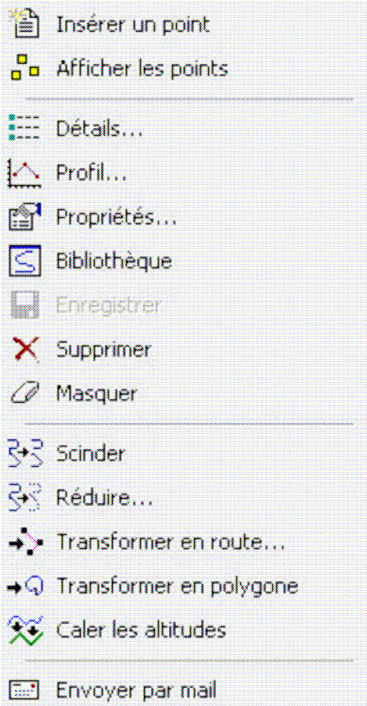 Insérer un point
Afficher les points
Détails...
Profil...
Propriétés...
Bibliothèque
Enregistrer
Supprimer
Masquer
Scinder
Réduire...
Transformer en route...
Transformer en polygone
Caler les altitudes
Envoyer par mail